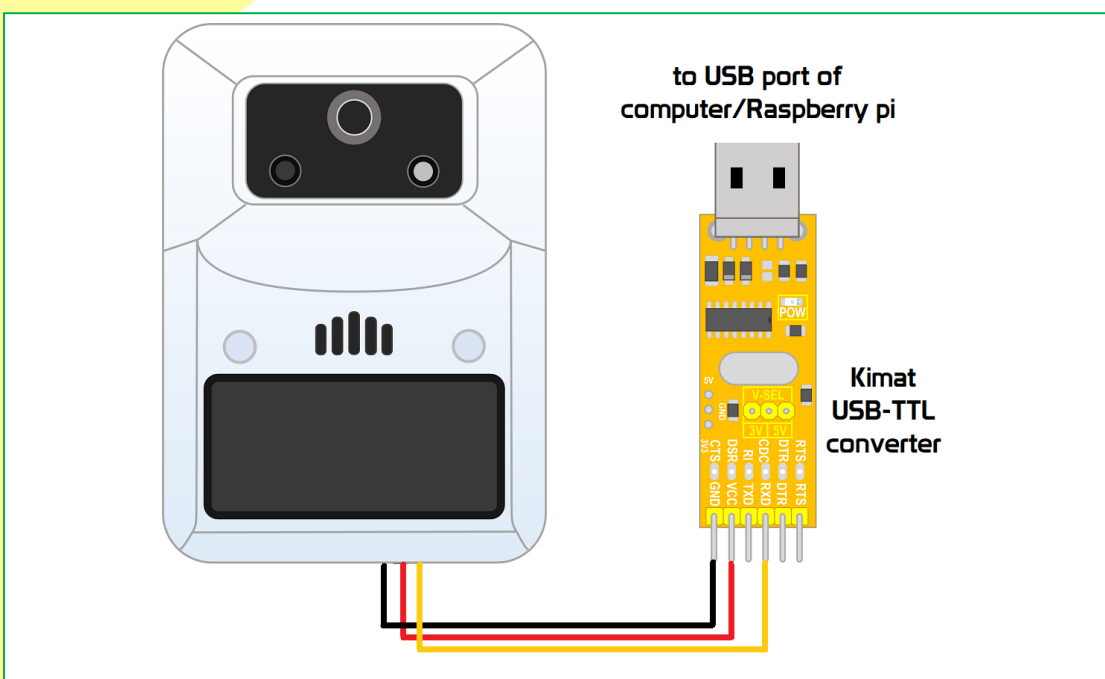 to USB port of
computer/Raspberry pi
POW
Kimat
USB-TTL
converter
5V
GND
3V3
V-SEL
3V 5V
CTS DSR RI CDC DTR RTS
GND VCC TXD RXD DTR RTS